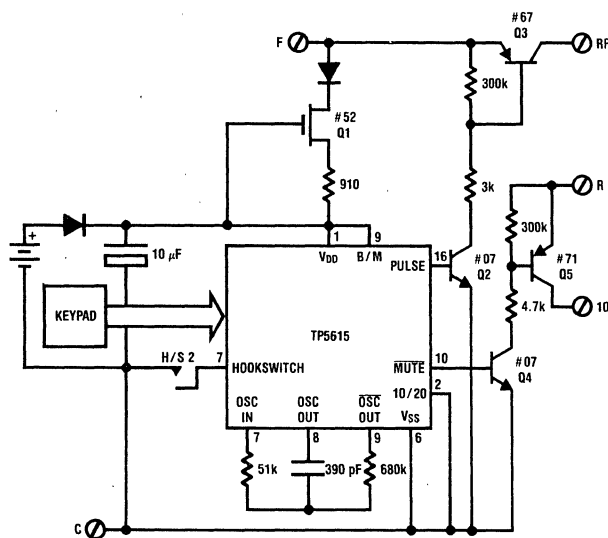 F
# 67
Q3
RR
300k
# 52
Q1
910
3k
R
+
10 μF
1
9
VDD
B/M
PULSE
16
# 07
Q2
300k
# 71
Q5
10
4.7k
KEYPAD
TP5615
H/S 2
7
HOOKSWITCH
MUTE
10
# 07
Q4
10/20
2
OSC
IN
OSC
OUT
OSC
OUT
VSS
7
8
9
6
51k
390 pF
680k
C